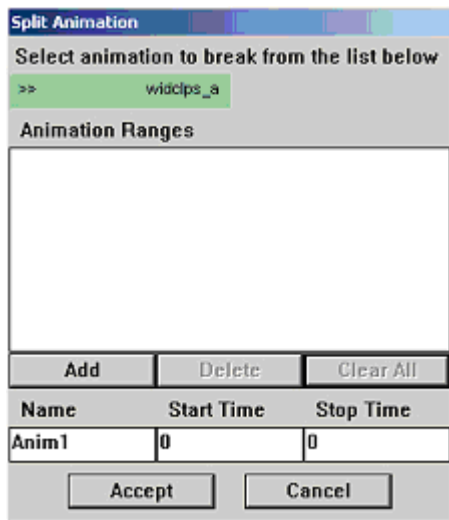 Split Animation
Select animation to break from the list below
>> widclps_a
Animation Ranges
Add Delete Clear All
Name Start Time Stop Time
Anim1 0 0
Accept Cancel